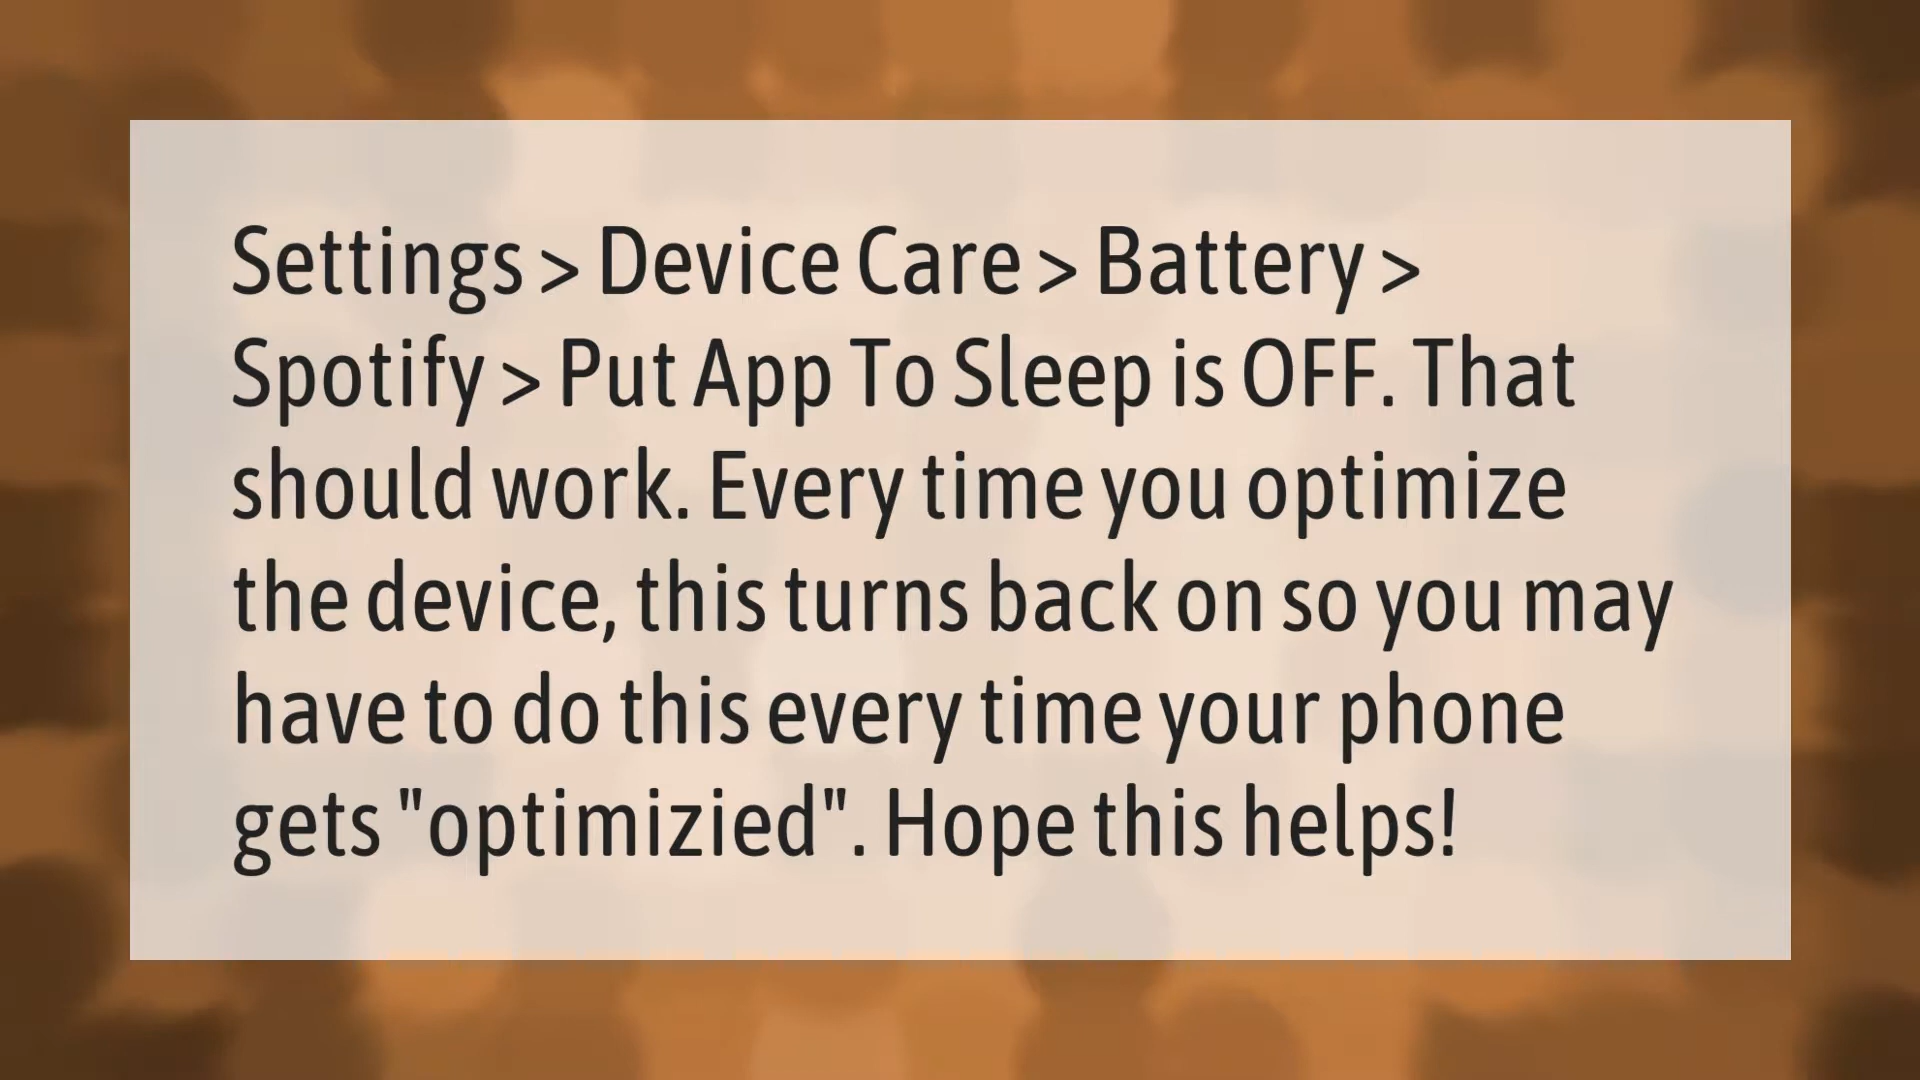 Settings > Device Care > Battery >
Spotify > Put App To Sleep is OFF. That
should work. Every time you optimize
the device, this turns back on so you may
have to do this every time your phone
gets "optimizied". Hope this helps!